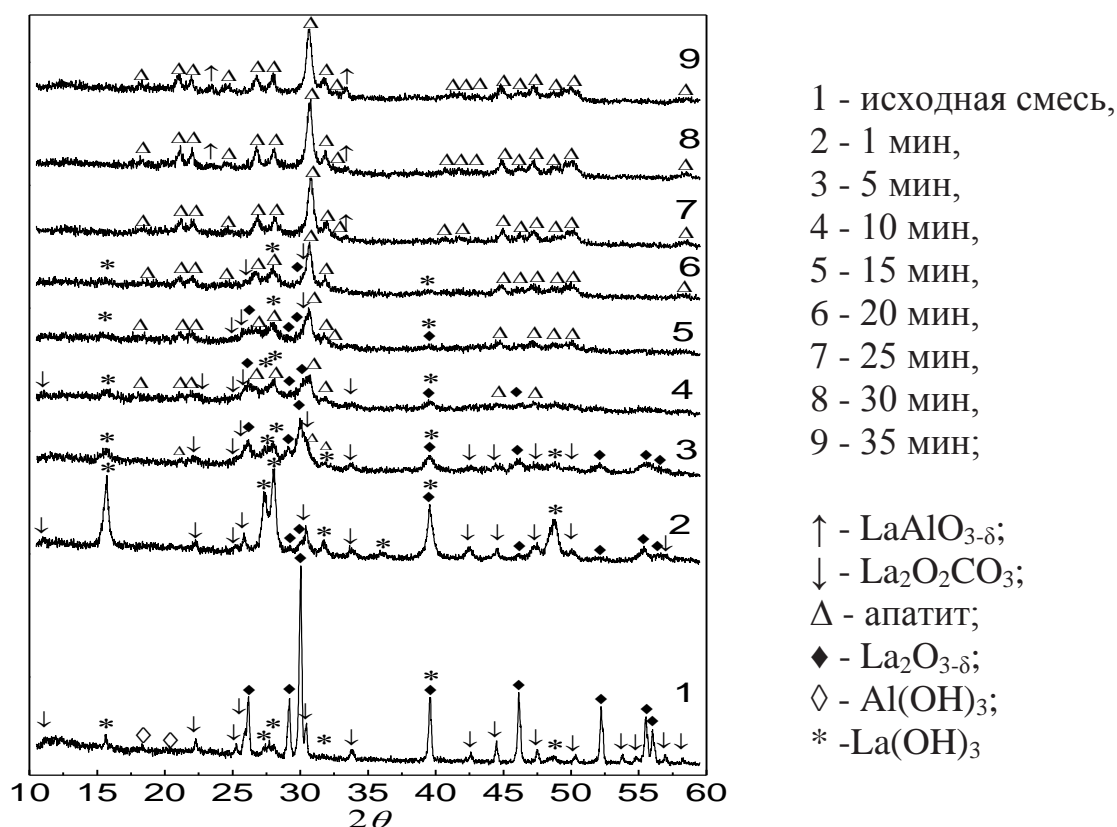 9
8
7
6
5
4
3
2
1
10 15 20 25 30 35 40 45 50 55 60
2θ
1 - исходная смесь,
2 - 1 мин,
3 - 5 мин,
4 - 10 мин,
5 - 15 мин,
6 - 20 мин,
7 - 25 мин,
8 - 30 мин,
9 - 35 мин;
↑ - LaAlO₃₋δ;
↓ - La₂O₂CO₃;
Δ - апатит;
♦ - La₂O₃₋δ;
◊ - Al(OH)₃;
* -La(OH)₃